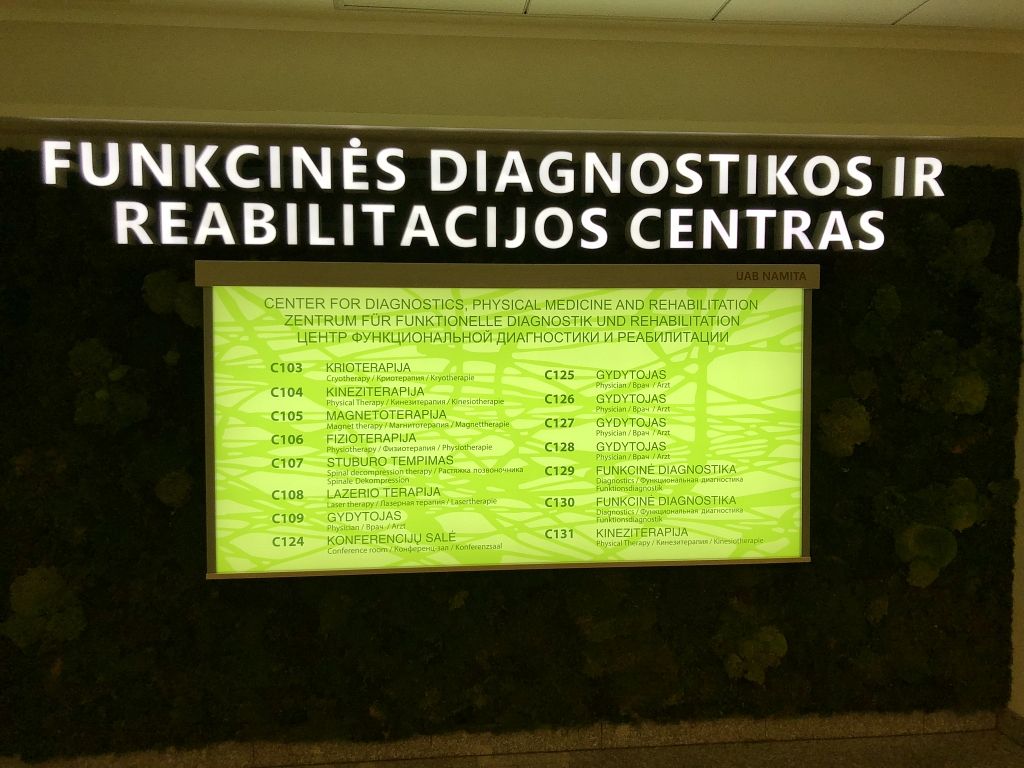 FUNKCINĖS DIAGNOSTIKOS IR
REABILITACIJOS CENTRAS
UAB NAMITA
CENTER FOR DIAGNOSTICS, PHYSICAL MEDICINE AND REHABILITATION
ZENTRUM FÜR FUNKTIONELLE DIAGNOSTIK UND REHABILITATION
ЦЕНТР ФУНКЦИОНАЛЬНОЙ ДИАГНОСТИКИ И РЕАБИЛИТАЦИИ
C103 KRIOTERAPIJA
Cryotherapy / Криотерапия / Kryotherapie
C104 KINEZITERAPIJA
Physical Therapy / Кинезитерапия / Kinesiotherapie
C105 MAGNETOTERAPIJA
Magnet therapy / Магнитотерапия / Magnettherapie
C106 FIZIOTERAPIJA
Physiotherapy / Физиотерапия / Physiotherapie
C107 STUBURO TEMPIMAS
Spinal decompression therapy / Растяжка позвоночника
Spinale Dekompression
C108 LAZERIO TERAPIJA
Laser therapy / Лазерная терапия / Lasertherapie
C109 GYDYTOJAS
Physician / Врач / Arzt
C124 KONFERENCIJŲ SALĖ
Conference room / Конференц-зал / Konferenzsaal
C125 GYDYTOJAS
Physician / Врач / Arzt
C126 GYDYTOJAS
Physician / Врач / Arzt
C127 GYDYTOJAS
Physician / Врач / Arzt
C128 GYDYTOJAS
Physician / Врач / Arzt
C129 FUNKCINĖ DIAGNOSTIKA
Diagnostics / Функциональная диагностика
Funktionsdiagnostik
C130 FUNKCINĖ DIAGNOSTIKA
Diagnostics / Функциональная диагностика
Funktionsdiagnostik
C131 KINEZITERAPIJA
Physical Therapy / Кинезитерапия / Kinesiotherapie